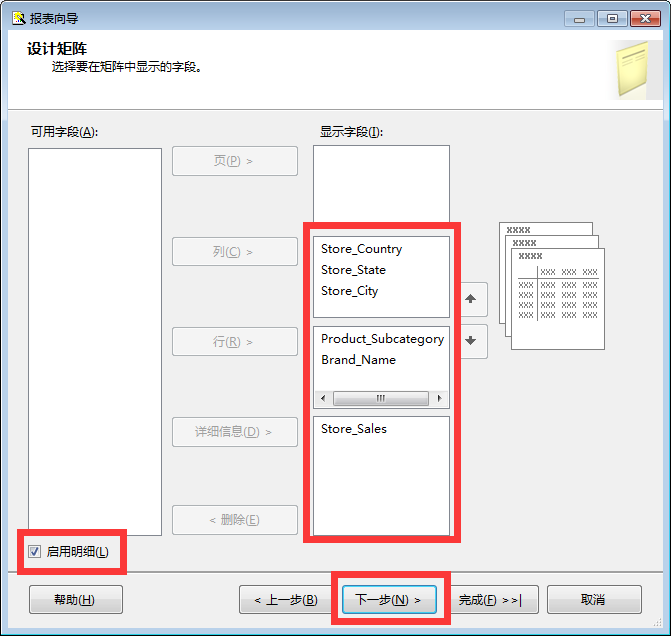 报表向导
设计矩阵
选择要在矩阵中显示的字段。
可用字段(A):
显示字段(I):
页(P) >
列(C) >
Store_Country
Store_State
Store_City
行(R) >
Product_Subcategory
Brand_Name
详细信息(D) >
Store_Sales
< 删除(E)
xxxx
xxxx
xxxx
xxx xxx xxx
xxx xxx xxx xxx
xxx xxx xxx xxx
xxx xxx xxx xxx
xxx xxx xxx xxx
启用明细(L)
帮助(H)
< 上一步(B)
下一步(N) >
完成(F) >>|
取消